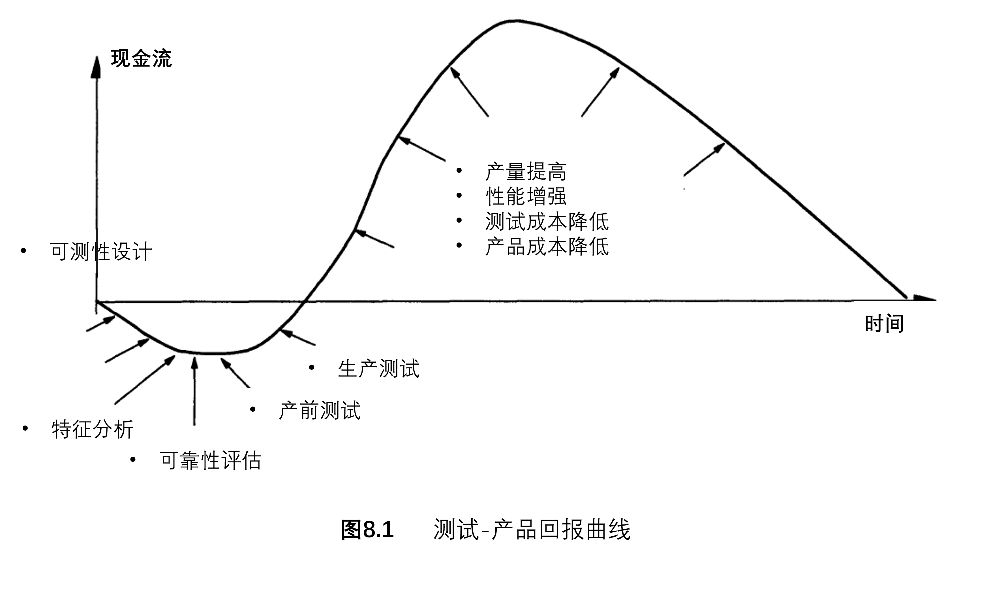 现金流
• 产量提高
• 性能增强
• 测试成本降低
• 产品成本降低
• 可测性设计
时间
• 生产测试
• 产前测试
• 特征分析
• 可靠性评估
图8.1 测试-产品回报曲线